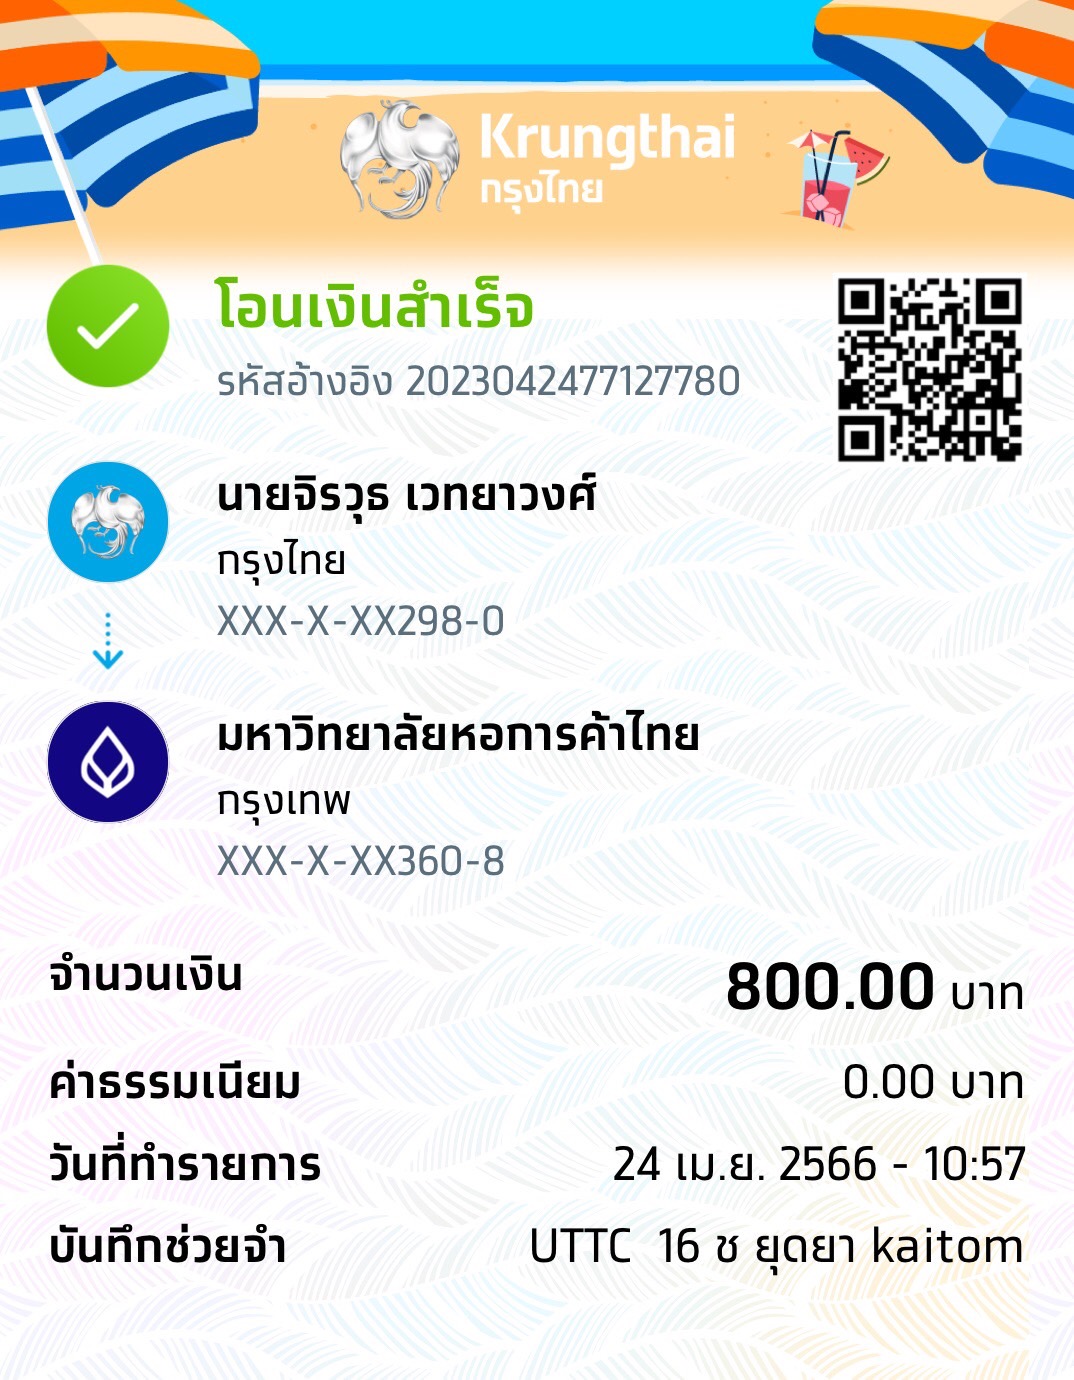 Krungthai
กรุงไทย
โอนเงินสำเร็จ
รหัสอ้างอิง 2023042477127780
นายจิรวุธ เวทยาวงศ์
กรุงไทย
XXX-X-XX298-0
มหาวิทยาลัยหอการค้าไทย
กรุงเทพ
XXX-X-XX360-8
จำนวนเงิน 800.00 บาท
ค่าธรรมเนียม 0.00 บาท
วันที่ทำรายการ 24 เม.ย. 2566 - 10:57
บันทึกช่วยจำ UTTC 16 ช ยุดยา kaitom